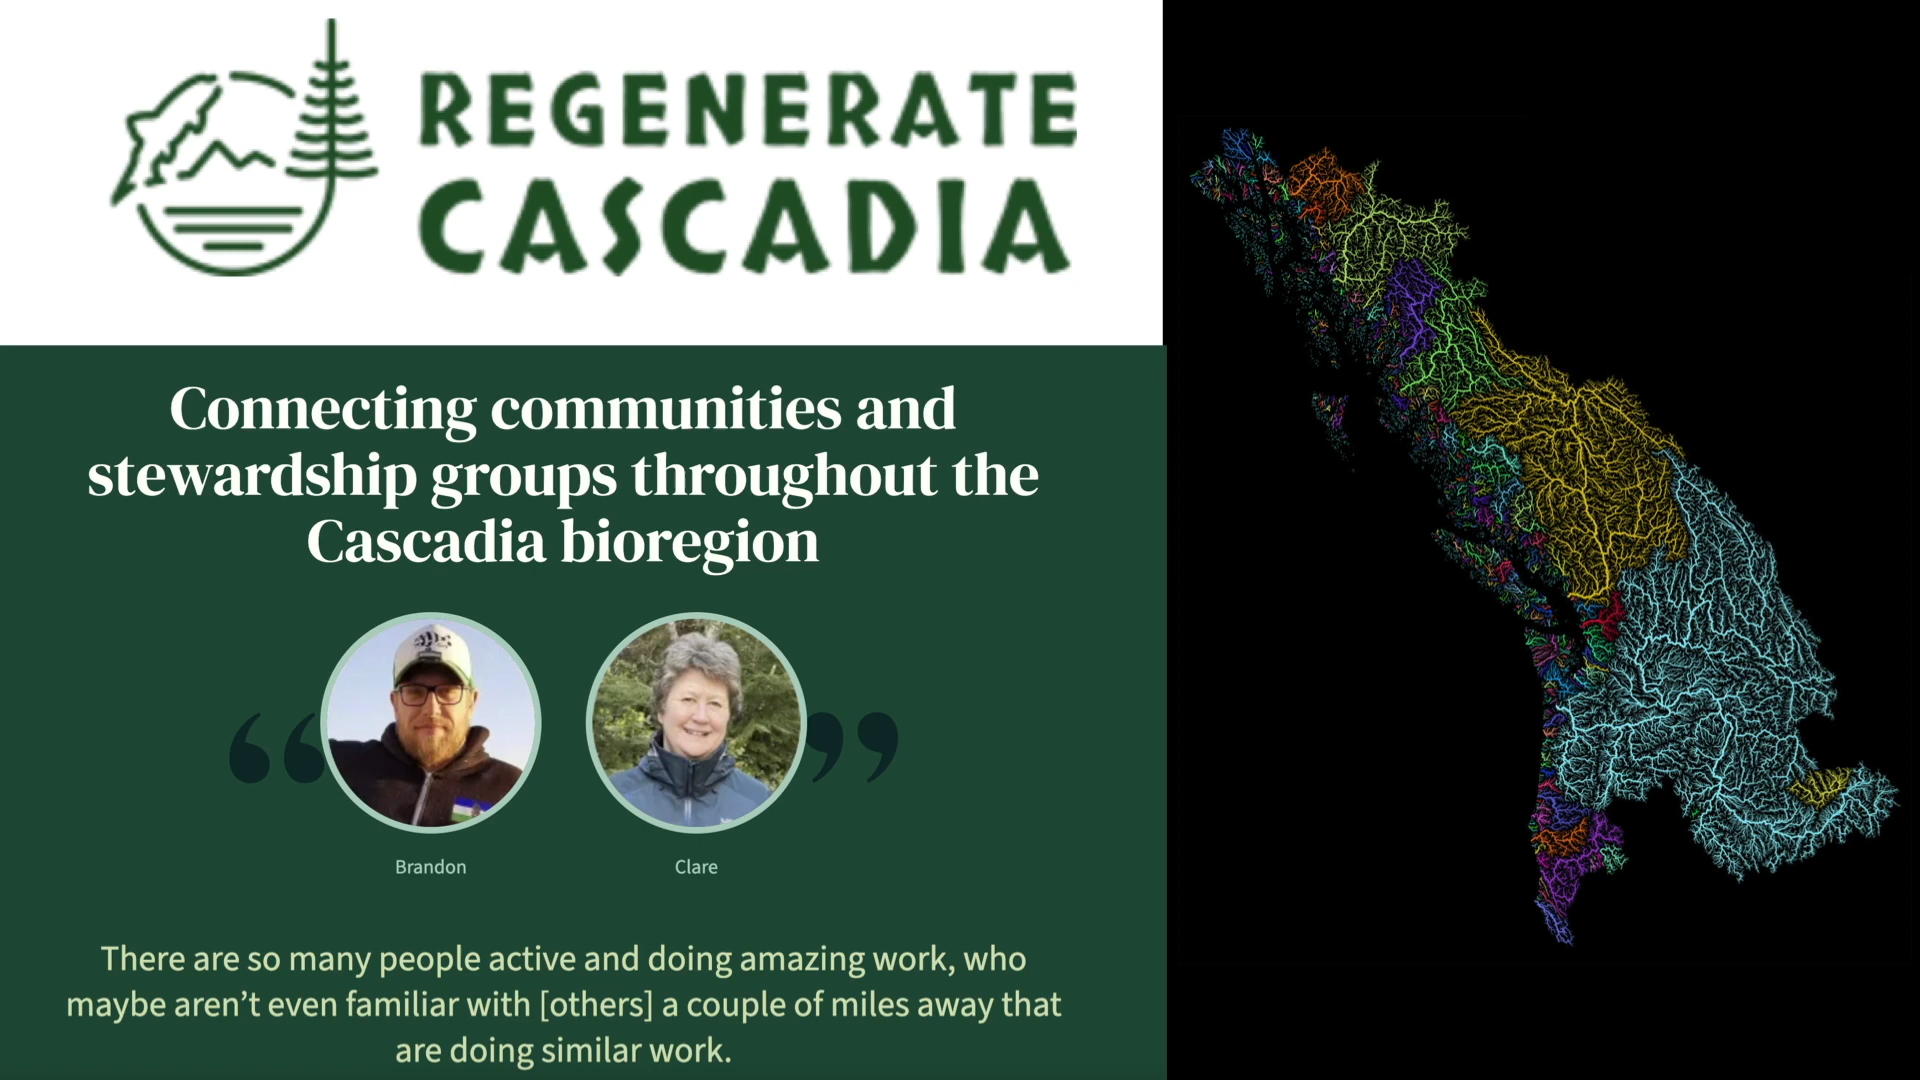 REGENERATE
CASCADIA
Connecting communities and
stewardship groups throughout the
Cascadia bioregion
“ ”
Brandon
Clare
There are so many people active and doing amazing work, who
maybe aren’t even familiar with [others] a couple of miles away that
are doing similar work.